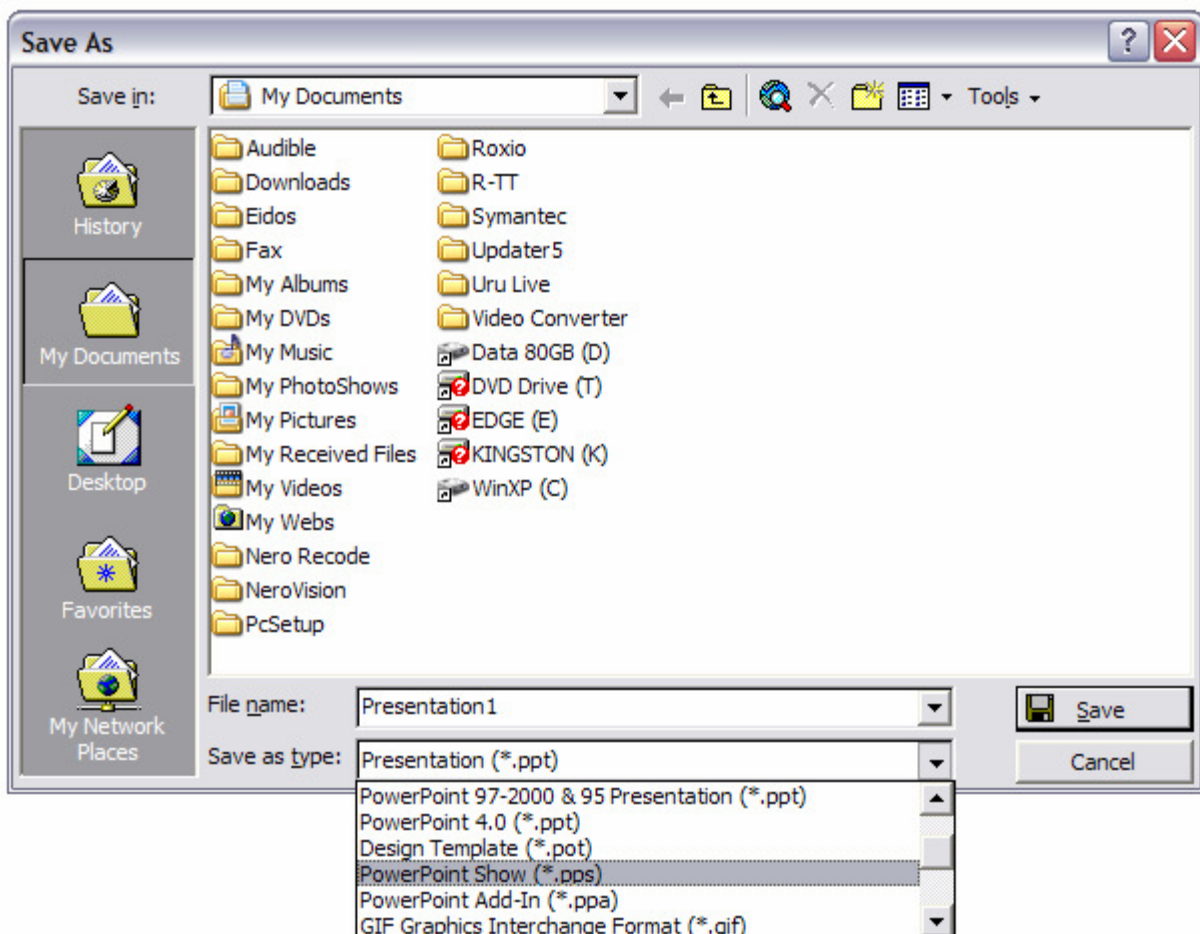 Save As
Save in:
My Documents
Tools
History
My Documents
Desktop
Favorites
My Network
Places
Audible
Downloads
Eidos
Fax
My Albums
My DVDs
My Music
My PhotoShows
My Pictures
My Received Files
My Videos
My Webs
Nero Recode
NeroVision
PcSetup
Roxio
R-TT
Symantec
Updater5
Uru Live
Video Converter
Data 80GB (D)
DVD Drive (T)
EDGE (E)
KINGSTON (K)
WinXP (C)
File name:
Presentation1
Save
Save as type:
Presentation (*.ppt)
Cancel
PowerPoint 97-2000 & 95 Presentation (*.ppt)
PowerPoint 4.0 (*.ppt)
Design Template (*.pot)
PowerPoint Show (*.pps)
PowerPoint Add-In (*.ppa)
GIF Graphics Interchange Format (*.gif)